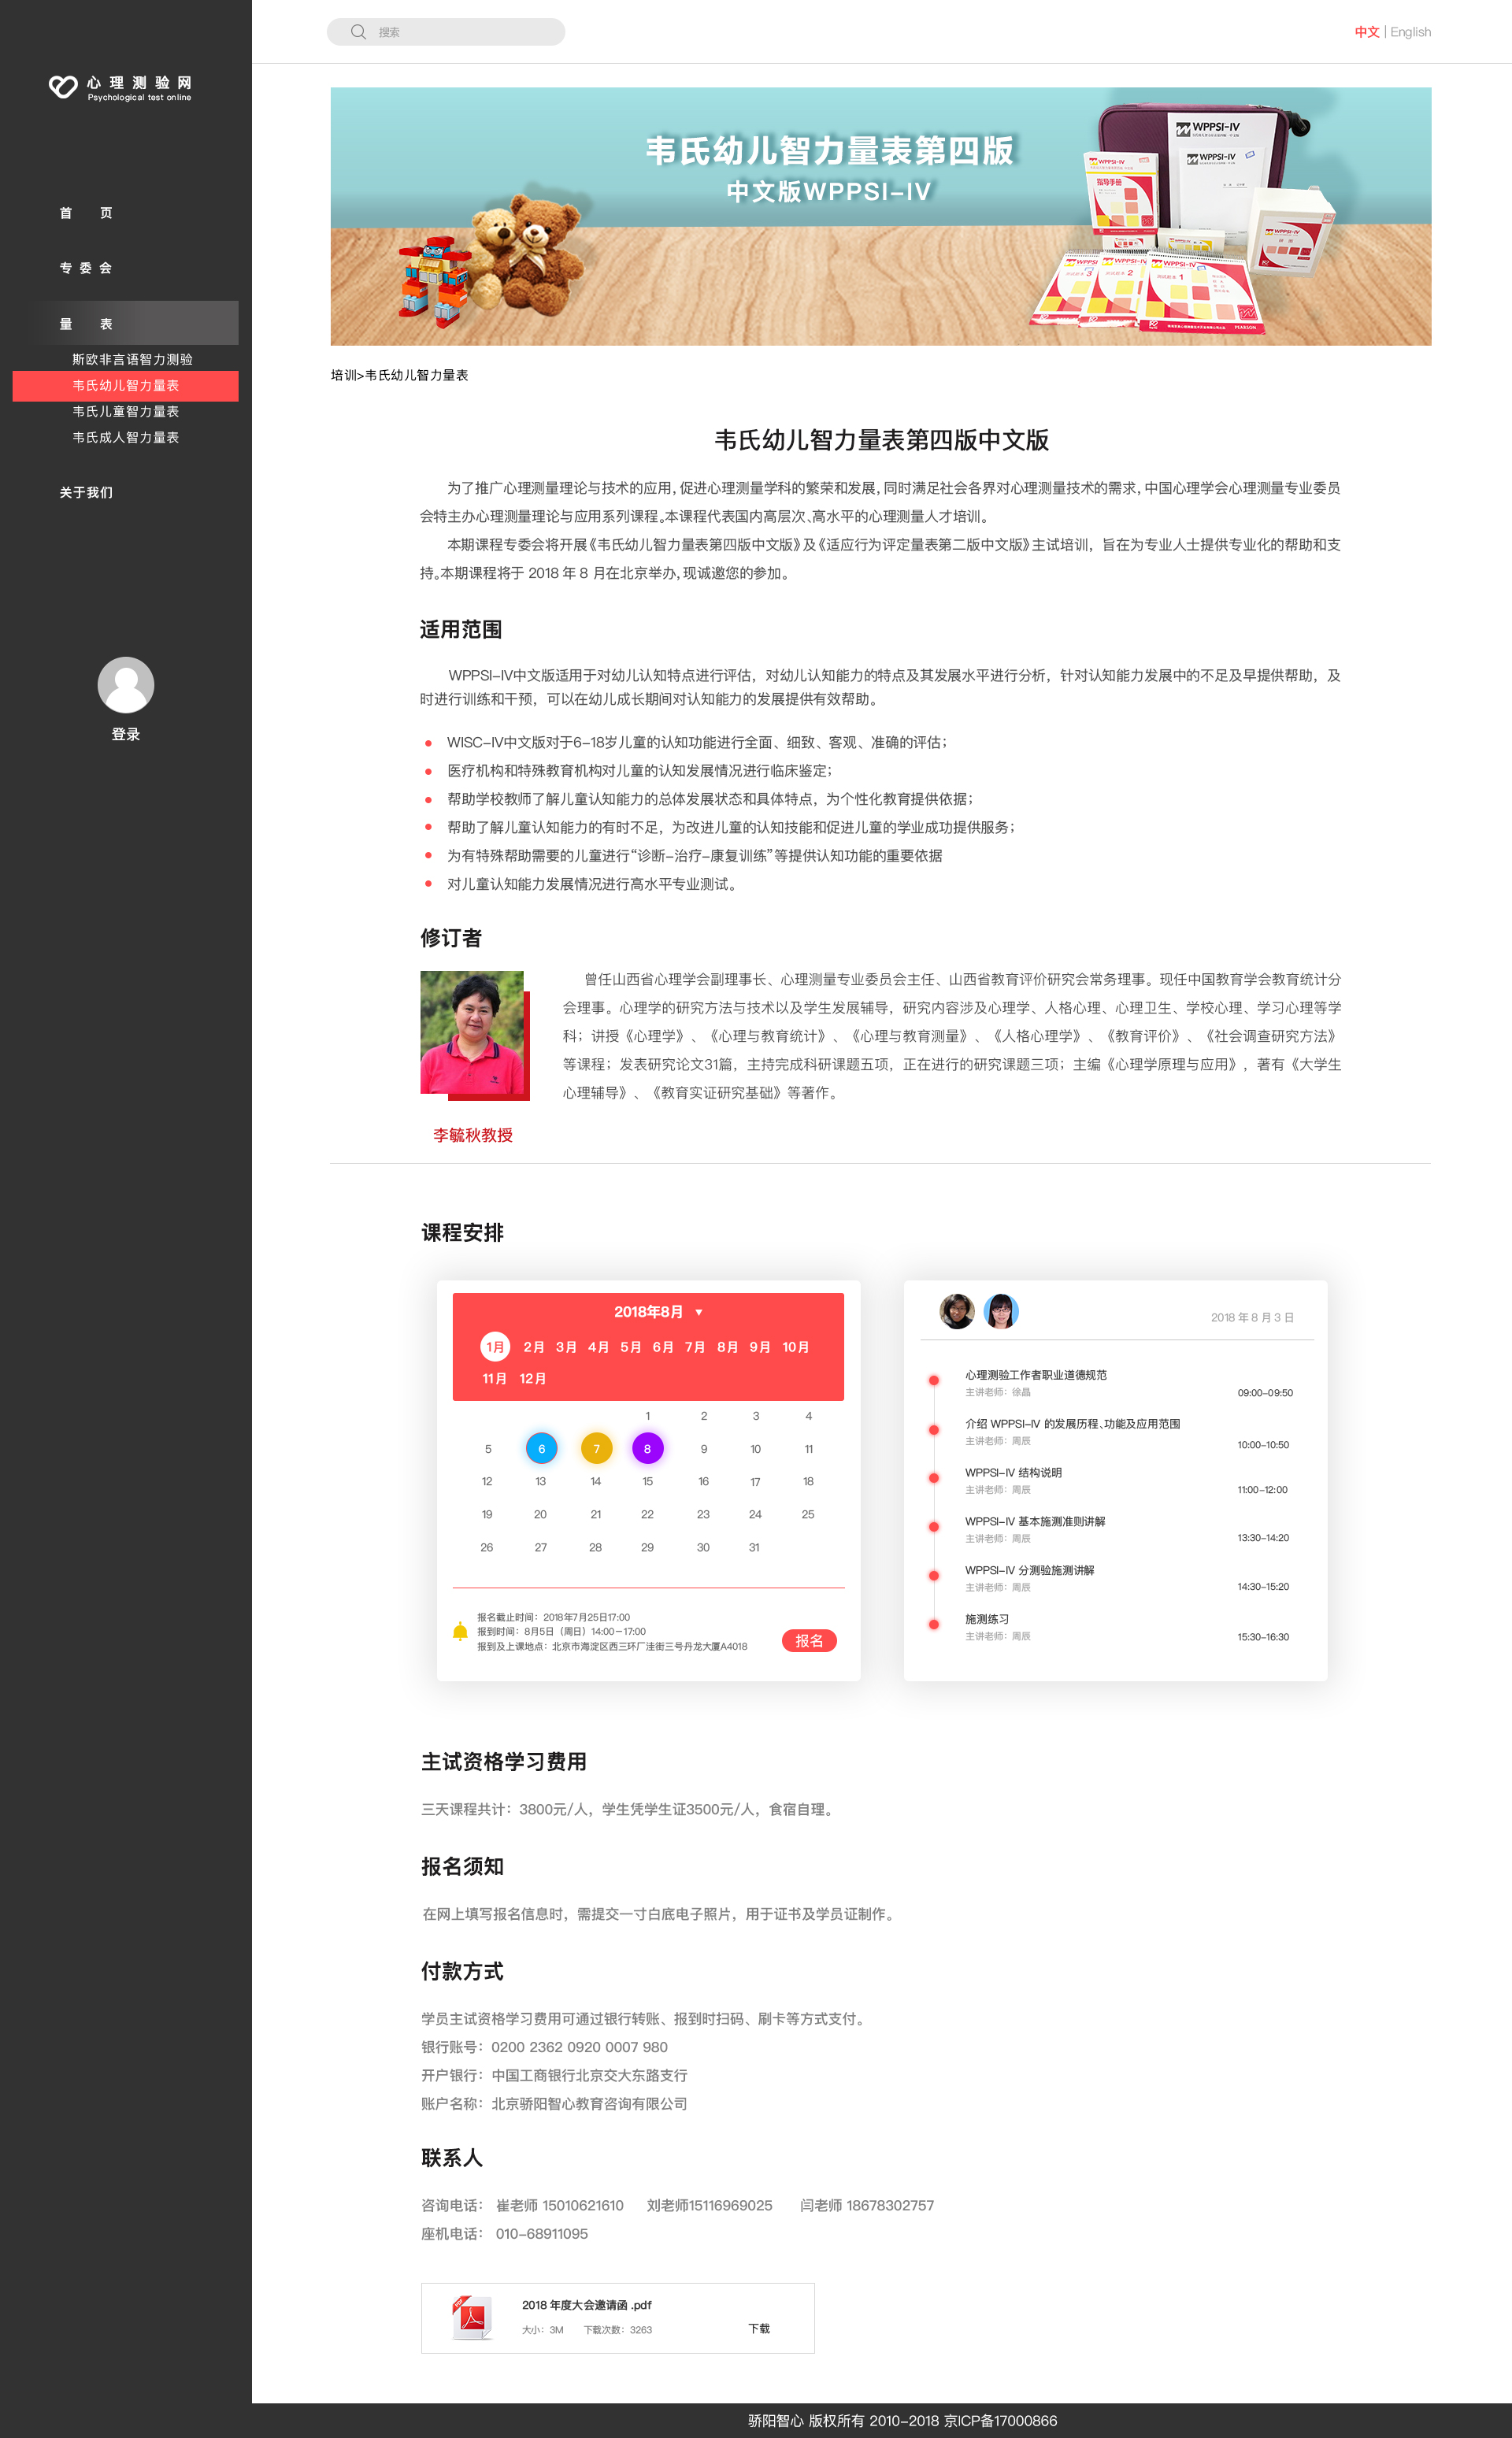 心理测验网
Psychological test online
首 页
专 委 会
量 表
斯欧非言语智力测验
韦氏幼儿智力量表
韦氏儿童智力量表
韦氏成人智力量表
关于我们
登录
搜索
中文 | English
韦氏幼儿智力量表第四版
中文版WPPSI-IV
WPPSI-IV
WPPSI-IV
WPPSI-IV
指导手册
WPPSI-IV
3
2
1
PEARSON
培训>韦氏幼儿智力量表
韦氏幼儿智力量表第四版中文版
为了推广心理测量理论与技术的应用，促进心理测量学科的繁荣和发展，同时满足社会各界对心理测量技术的需求，中国心理学会心理测量专业委员
会特主办心理测量理论与应用系列课程。本课程代表国内高层次、高水平的心理测量人才培训。
本期课程专委会将开展《韦氏幼儿智力量表第四版中文版》及《适应行为评定量表第二版中文版》主试培训，旨在为专业人士提供专业化的帮助和支
持。本期课程将于 2018 年 8 月在北京举办，现诚邀您的参加。
适用范围
WPPSI-IV中文版适用于对幼儿认知特点进行评估，对幼儿认知能力的特点及其发展水平进行分析，针对认知能力发展中的不足及早提供帮助，及
时进行训练和干预，可以在幼儿成长期间对认知能力的发展提供有效帮助。
WISC-IV中文版对于6-18岁儿童的认知功能进行全面、细致、客观、准确的评估；
医疗机构和特殊教育机构对儿童的认知发展情况进行临床鉴定；
帮助学校教师了解儿童认知能力的总体发展状态和具体特点，为个性化教育提供依据；
帮助了解儿童认知能力的有时不足，为改进儿童的认知技能和促进儿童的学业成功提供服务；
为有特殊帮助需要的儿童进行“诊断-治疗-康复训练”等提供认知功能的重要依据
对儿童认知能力发展情况进行高水平专业测试。
修订者
曾任山西省心理学会副理事长、心理测量专业委员会主任、山西省教育评价研究会常务理事。现任中国教育学会教育统计分
会理事。心理学的研究方法与技术以及学生发展辅导，研究内容涉及心理学、人格心理、心理卫生、学校心理、学习心理等学
科；讲授《心理学》、《心理与教育统计》、《心理与教育测量》、《人格心理学》、《教育评价》、《社会调查研究方法》
等课程；发表研究论文31篇，主持完成科研课题五项，正在进行的研究课题三项；主编《心理学原理与应用》，著有《大学生
心理辅导》、《教育实证研究基础》等著作。
李毓秋教授
课程安排
2018年8月 ▼
1月 2月 3月 4月 5月 6月 7月 8月 9月 10月
11月 12月
1 2 3 4
5 6 7 8 9 10 11
12 13 14 15 16 17 18
19 20 21 22 23 24 25
26 27 28 29 30 31
报名截止时间：2018年7月25日17:00
报到时间：8月5日（周日）14:00－17:00
报到及上课地点：北京市海淀区西三环厂洼街三号丹龙大厦A4018
报名
2018 年 8 月 3 日
心理测验工作者职业道德规范
主讲老师：徐晶 09:00-09:50
介绍 WPPSI-IV 的发展历程、功能及应用范围
主讲老师：周辰 10:00-10:50
WPPSI-IV 结构说明
主讲老师：周辰 11:00-12:00
WPPSI-IV 基本施测准则讲解
主讲老师：周辰 13:30-14:20
WPPSI-IV 分测验施测讲解
主讲老师：周辰 14:30-15:20
施测练习
主讲老师：周辰 15:30-16:30
主试资格学习费用
三天课程共计：3800元/人，学生凭学生证3500元/人，食宿自理。
报名须知
在网上填写报名信息时，需提交一寸白底电子照片，用于证书及学员证制作。
付款方式
学员主试资格学习费用可通过银行转账、报到时扫码、刷卡等方式支付。
银行账号：0200 2362 0920 0007 980
开户银行：中国工商银行北京交大东路支行
账户名称：北京骄阳智心教育咨询有限公司
联系人
咨询电话： 崔老师 15010621610 刘老师15116969025 闫老师 18678302757
座机电话： 010-68911095
2018 年度大会邀请函 .pdf
大小：3M 下载次数：3263
下载
骄阳智心 版权所有 2010-2018 京ICP备17000866